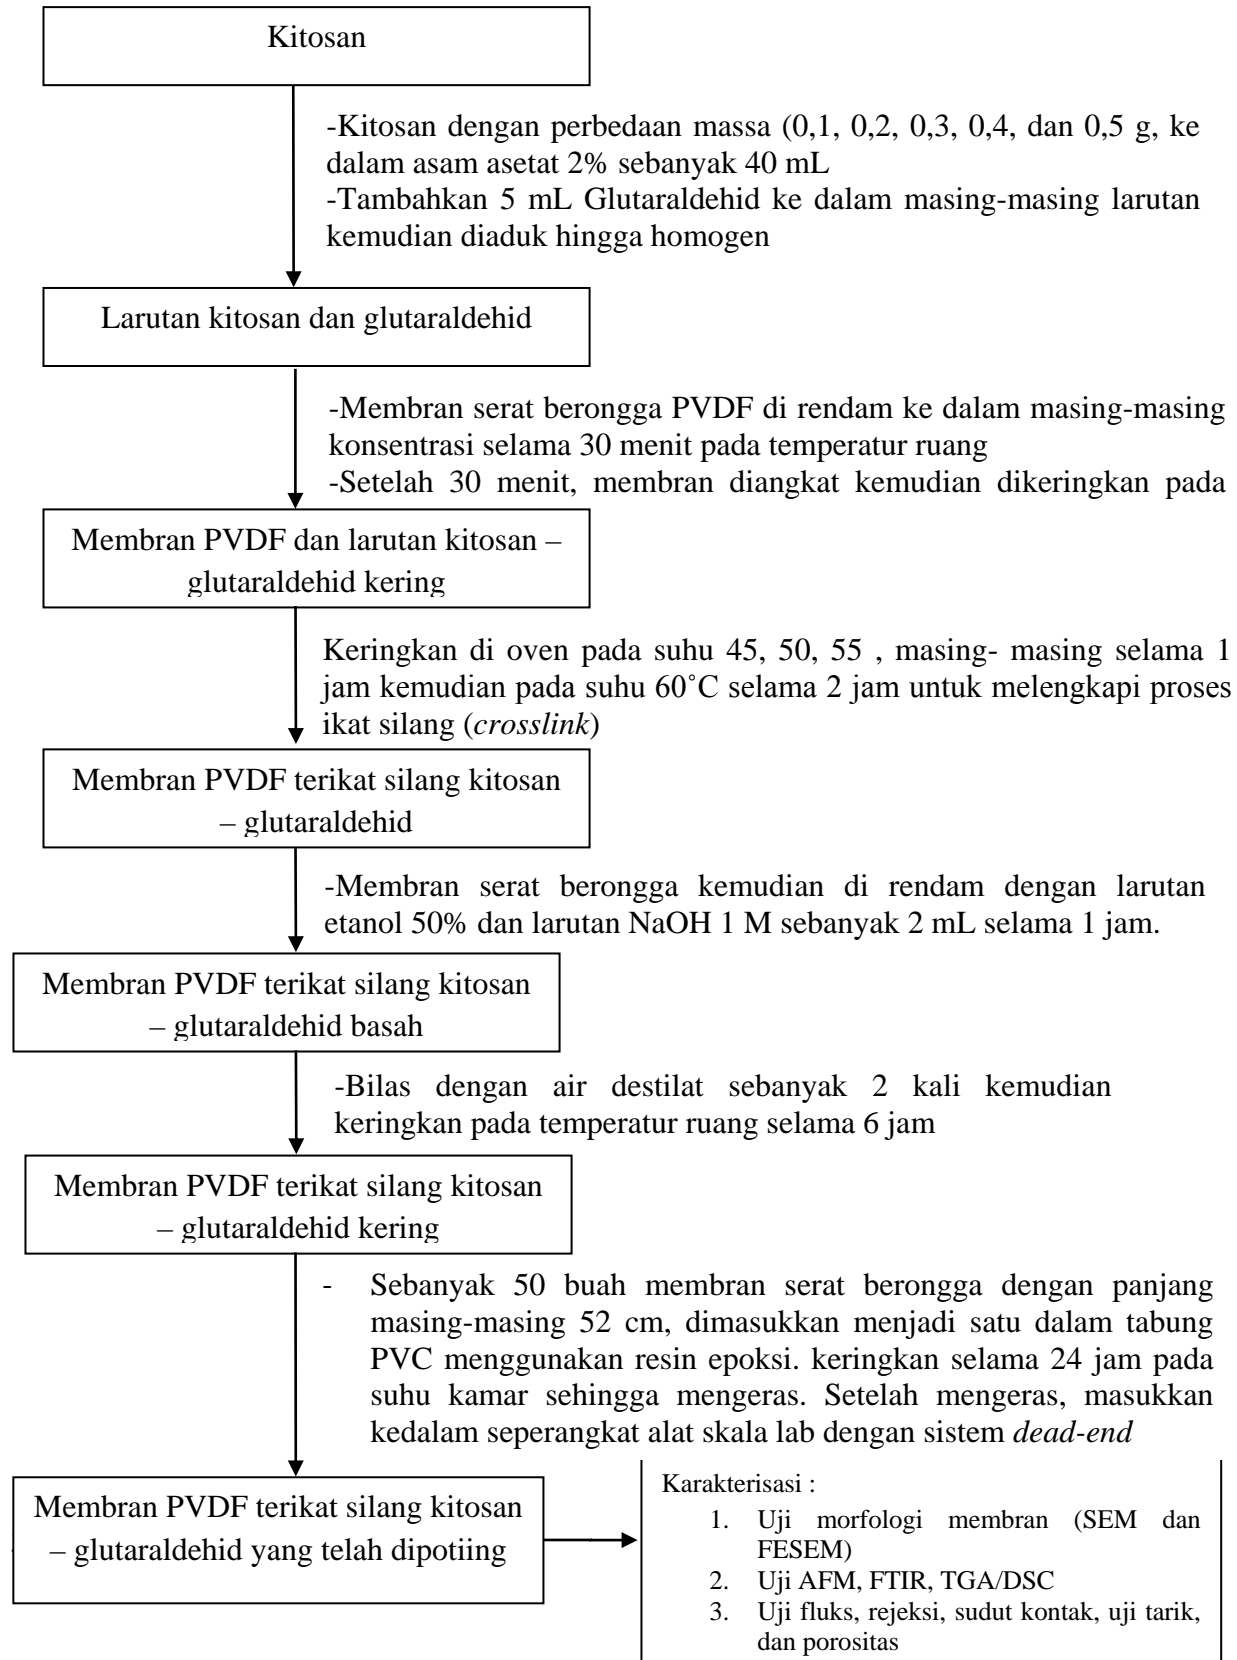 Kitosan
-Kitosan dengan perbedaan massa (0,1, 0,2, 0,3, 0,4, dan 0,5 g, ke
dalam asam asetat 2% sebanyak 40 mL
-Tambahkan 5 mL Glutaraldehid ke dalam masing-masing larutan
kemudian diaduk hingga homogen
Larutan kitosan dan glutaraldehid
-Membran serat berongga PVDF di rendam ke dalam masing-masing
konsentrasi selama 30 menit pada temperatur ruang
-Setelah 30 menit, membran diangkat kemudian dikeringkan pada
Membran PVDF dan larutan kitosan –
glutaraldehid kering
Keringkan di oven pada suhu 45, 50, 55 , masing- masing selama 1
jam kemudian pada suhu 60˚C selama 2 jam untuk melengkapi proses
ikat silang (crosslink)
Membran PVDF terikat silang kitosan
– glutaraldehid
-Membran serat berongga kemudian di rendam dengan larutan
etanol 50% dan larutan NaOH 1 M sebanyak 2 mL selama 1 jam.
Membran PVDF terikat silang kitosan
– glutaraldehid basah
-Bilas dengan air destilat sebanyak 2 kali kemudian
keringkan pada temperatur ruang selama 6 jam
Membran PVDF terikat silang kitosan
– glutaraldehid kering
- Sebanyak 50 buah membran serat berongga dengan panjang
masing-masing 52 cm, dimasukkan menjadi satu dalam tabung
PVC menggunakan resin epoksi. keringkan selama 24 jam pada
suhu kamar sehingga mengeras. Setelah mengeras, masukkan
kedalam seperangkat alat skala lab dengan sistem dead-end
Membran PVDF terikat silang kitosan
– glutaraldehid yang telah dipotiing
Karakterisasi :
1. Uji morfologi membran (SEM dan
FESEM)
2. Uji AFM, FTIR, TGA/DSC
3. Uji fluks, rejeksi, sudut kontak, uji tarik,
dan porositas